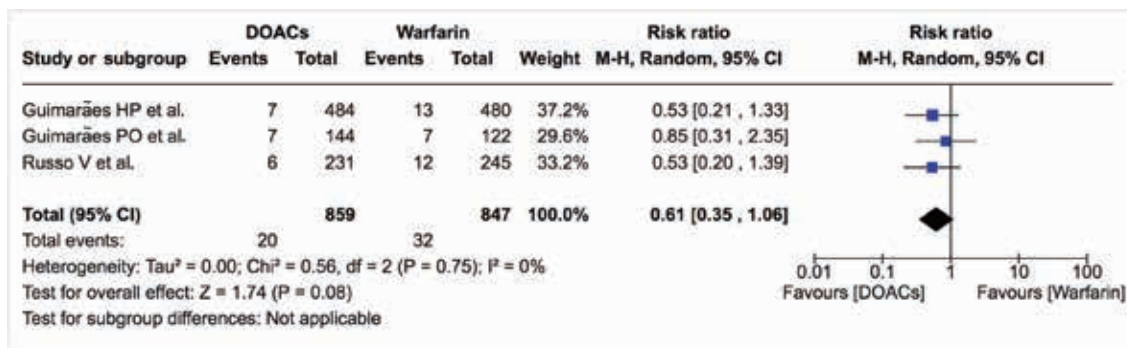 DOACs Warfarin Risk ratio Risk ratio
Study or subgroup Events Total Events Total Weight M-H, Random, 95% CI M-H, Random, 95% CI
Guimarães HP et al. 7 484 13 480 37.2% 0.53 [0.21 , 1.33]
Guimarães PO et al. 7 144 7 122 29.6% 0.85 [0.31 , 2.35]
Russo V et al. 6 231 12 245 33.2% 0.53 [0.20 , 1.39]
Total (95% CI) 859 847 100.0% 0.61 [0.35 , 1.06]
Total events: 20 32
Heterogeneity: Tau² = 0.00; Chi² = 0.56, df = 2 (P = 0.75); I² = 0%
Test for overall effect: Z = 1.74 (P = 0.08)
Test for subgroup differences: Not applicable
0.01 0.1 1 10 100
Favours [DOACs] Favours [Warfarin]